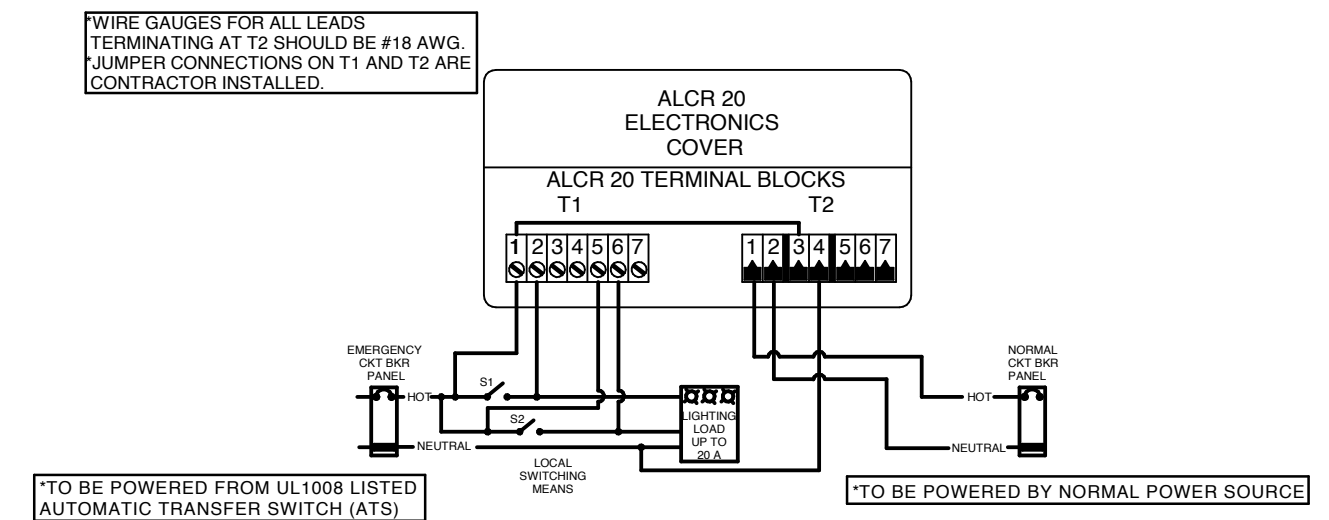 *WIRE GAUGES FOR ALL LEADS
TERMINATING AT T2 SHOULD BE #18 AWG.
*JUMPER CONNECTIONS ON T1 AND T2 ARE
CONTRACTOR INSTALLED.
ALCR 20
ELECTRONICS
COVER
ALCR 20 TERMINAL BLOCKS
T1 T2
1 2 3 4 5 6 7 1 2 3 4 5 6 7
EMERGENCY
CKT BKR
PANEL
NORMAL
CKT BKR
PANEL
S1
HOT
HOT
S2
LIGHTING
LOAD
UP TO
20 A
NEUTRAL
NEUTRAL
LOCAL
SWITCHING
MEANS
*TO BE POWERED FROM UL1008 LISTED
AUTOMATIC TRANSFER SWITCH (ATS)
*TO BE POWERED BY NORMAL POWER SOURCE